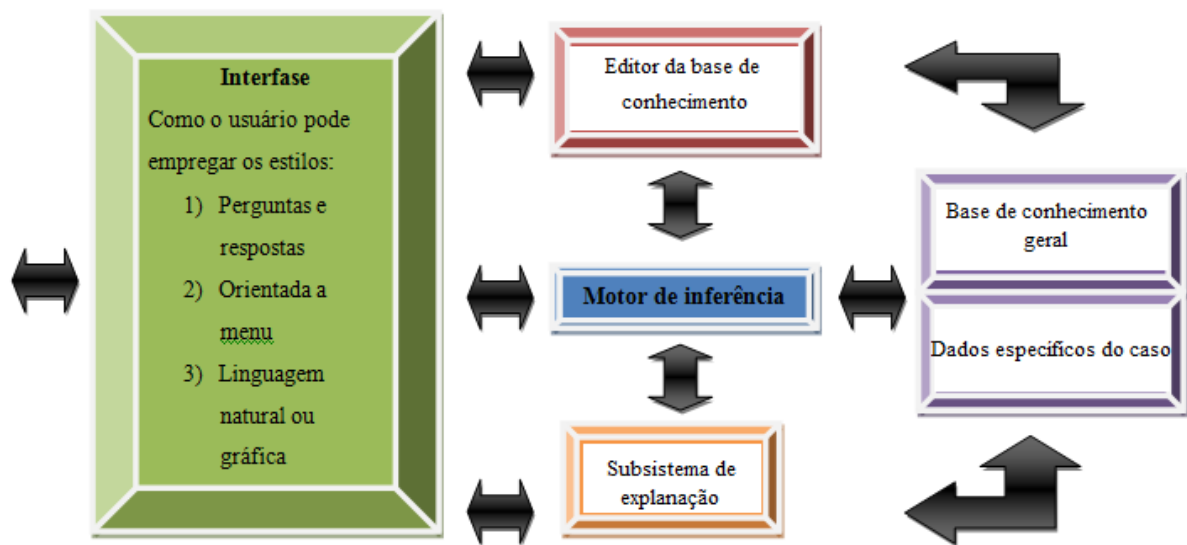 Interfase
Como o usuário pode
empregar os estilos:
1) Perguntas e
respostas
2) Orientada a
menu
3) Linguagem
natural ou
gráfica
Editor da base de
conhecimento
Motor de inferência
Subsistema de
explanação
Base de conhecimento
geral
Dados específicos do caso